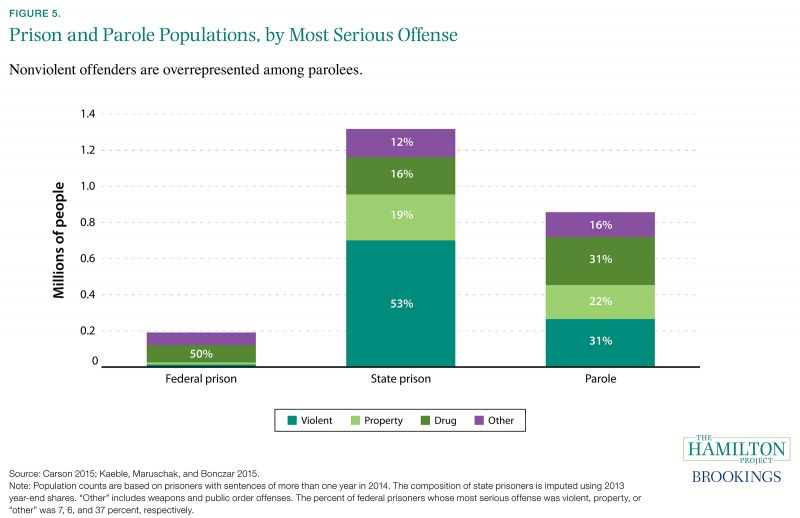 FIGURE 5.
Prison and Parole Populations, by Most Serious Offense
Nonviolent offenders are overrepresented among parolees.
Millions of people
1.4
1.2
1.0
0.8
0.6
0.4
0.2
0
50%
12%
16%
19%
53%
16%
31%
22%
31%
Federal prison
State prison
Parole
Violent
Property
Drug
Other
THE
HAMILTON
PROJECT
BROOKINGS
Source: Carson 2015; Kaeble, Maruschak, and Bonczar 2015.
Note: Population counts are based on prisoners with sentences of more than one year in 2014. The composition of state prisoners is imputed using 2013
year-end shares. “Other” includes weapons and public order offenses. The percent of federal prisoners whose most serious offense was violent, property, or
“other” was 7, 6, and 37 percent, respectively.